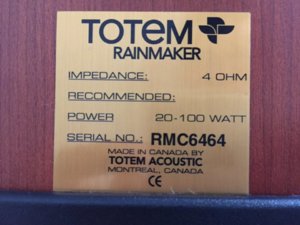 TOTEM
RAINMAKER
IMPEDANCE: 4 OHM
RECOMMENDED:
POWER 20-100 WATT
SERIAL NO.: RMC6464
MADE IN CANADA BY
TOTEM ACOUSTIC
MONTREAL, CANADA
CE